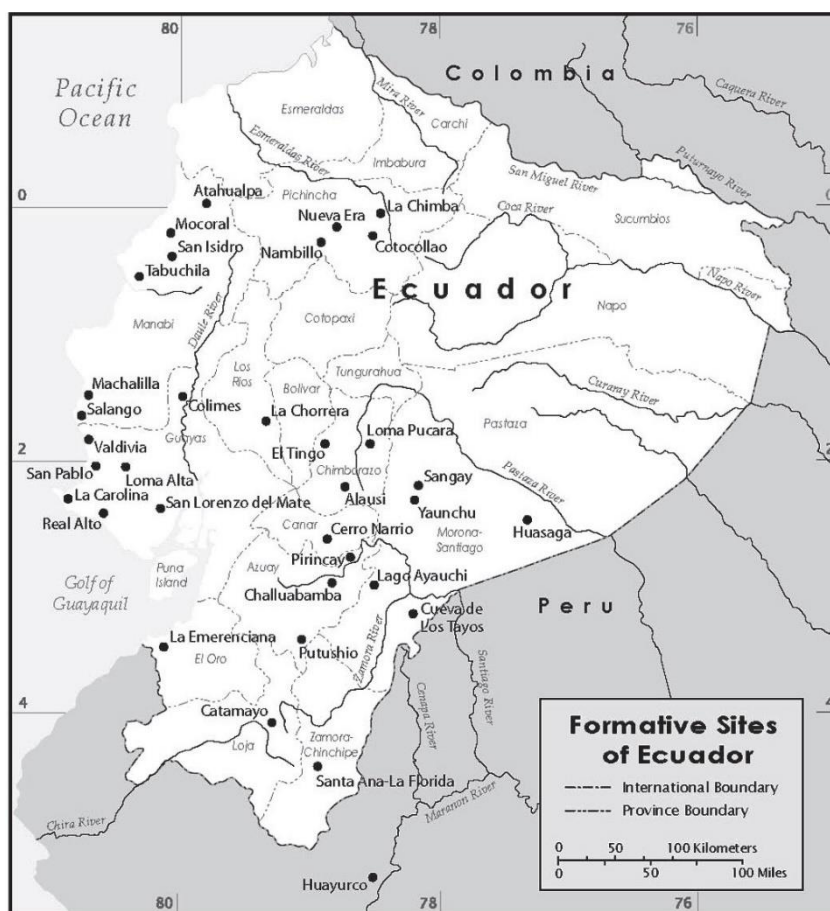 80
78
76
Pacific
Ocean
Colombia
Caquera River
Mira River
Esmeraldas
Carchi
Esmeraldas River
Imbabura
Puturnayo River
San Miguel River
0
0
Atahualpa
Pichincha
La Chimba
Nueva Era
Coca River
Sucumbios
Mocoral
San Isidro
Nambillo
Cotocollao
Tabuchila
Ecuador
Napo River
Napo
Manabi
Daule River
Cotopaxi
Los
Rios
Bolivar
Tungurahua
Curaray River
Machalilla
Salango
Colimes
La Chorrera
Loma Pucara
Pastaza
Guayas
Valdivia
El Tingo
2
2
San Pablo
Loma Alta
Chimborazo
Sangay
Pastaza River
La Carolina
San Lorenzo del Mate
Alausi
Yaunchu
Real Alto
Canar
Cerro Narrio
Morona-
Santiago
Huasaga
Pirincay
Puna
Island
Azuay
Golf of
Guayaquil
Challuabamba
Lago Ayauchi
Peru
Cueva de
Los Tayos
La Emerenciana
El Oro
Putushio
Zamora River
Santiago River
Cenapa River
4
4
Catamayo
Loja
Zamora-
Chinchipe
Santa Ana-La Florida
Chira River
Maranon River
Huayurco
Formative Sites
of Ecuador
International Boundary
Province Boundary
0 50 100 Kilometers
0 50 100 Miles
80
78
76